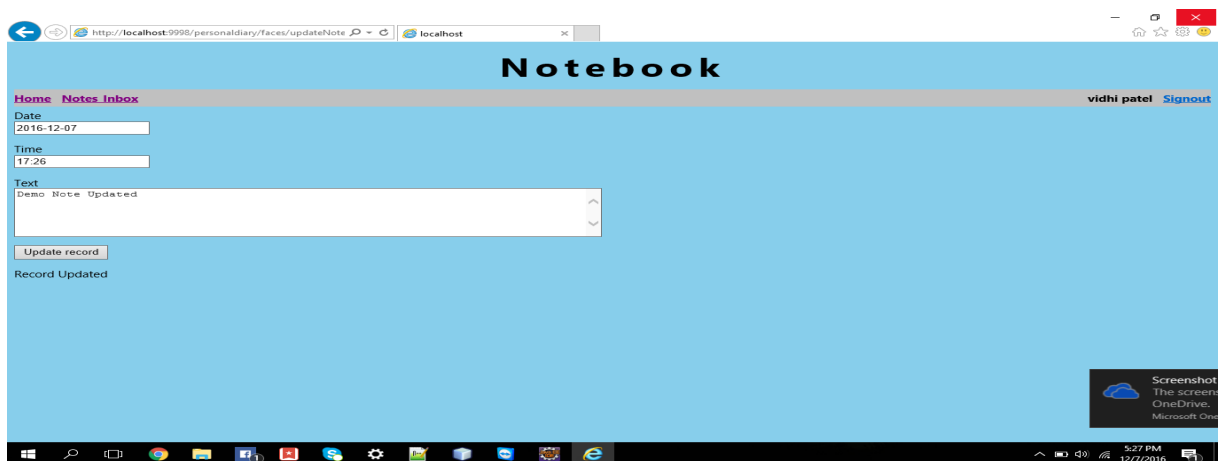 http://localhost:9998/personaldiary/faces/updateNote
localhost
Notebook
Home Notes Inbox vidhi patel Signout
Date
2016-12-07
Time
17:26
Text
Demo Note Updated
Update record
Record Updated
Screenshot
The screens
OneDrive.
Microsoft One
5:27 PM
12/7/2016